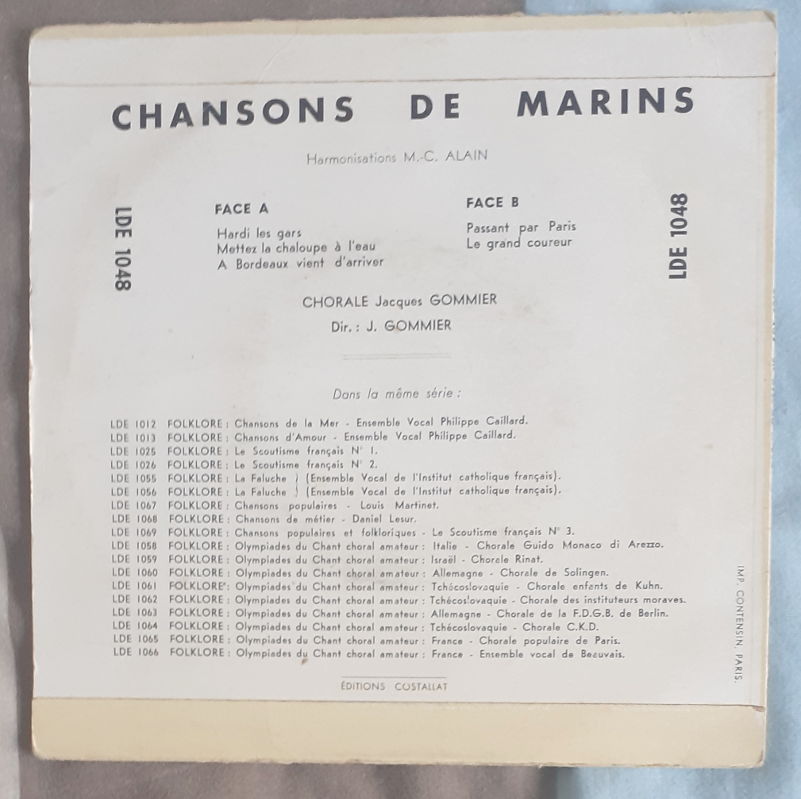 CHANSONS DE MARINS
Harmonisations M.-C. ALAIN
LDE 1048
FACE A
Hardi les gars
Mettez la chaloupe à l'eau
A Bordeaux vient d'arriver
FACE B
Passant par Paris
Le grand coureur
LDE 1048
CHORALE Jacques GOMMIER
Dir. : J. GOMMIER
Dans la même série :
LDE 1012 FOLKLORE : Chansons de la Mer - Ensemble Vocal Philippe Caillard.
LDE 1013 FOLKLORE : Chansons d'Amour - Ensemble Vocal Philippe Caillard.
LDE 1025 FOLKLORE : Le Scoutisme français N° 1.
LDE 1026 FOLKLORE : Le Scoutisme français N° 2.
LDE 1055 FOLKLORE : La Faluche } (Ensemble Vocal de l'Institut catholique français).
LDE 1056 FOLKLORE : La Faluche } (Ensemble Vocal de l'Institut catholique français).
LDE 1067 FOLKLORE : Chansons populaires - Louis Martinet.
LDE 1068 FOLKLORE : Chansons de métier - Daniel Lesur.
LDE 1069 FOLKLORE : Chansons populaires et folkloriques - Le Scoutisme français N° 3.
LDE 1058 FOLKLORE : Olympiades du Chant choral amateur : Italie - Chorale Guido Monaco di Arezzo.
LDE 1059 FOLKLORE : Olympiades du Chant choral amateur : Israël - Chorale Rinat.
LDE 1060 FOLKLORE : Olympiades du Chant choral amateur : Allemagne - Chorale de Solingen.
LDE 1061 FOLKLORE : Olympiades du Chant choral amateur : Tchécoslovaquie - Chorale enfants de Kuhn.
LDE 1062 FOLKLORE : Olympiades du Chant choral amateur : Tchécoslovaquie - Chorale des instituteurs moraves.
LDE 1063 FOLKLORE : Olympiades du Chant choral amateur : Allemagne - Chorale de la F.D.G.B. de Berlin.
LDE 1064 FOLKLORE : Olympiades du Chant choral amateur : Tchécoslovaquie - Chorale C.K.D.
LDE 1065 FOLKLORE : Olympiades du Chant choral amateur : France - Chorale populaire de Paris.
LDE 1066 FOLKLORE : Olympiades du Chant choral amateur : France - Ensemble vocal de Beauvais.
ÉDITIONS COSTALLAT
IMP. CONTENSIN, PARIS.